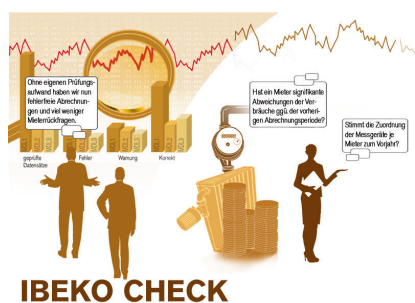 Ohne eigenen Prüfungs-
aufwand haben wir nun
fehlerfreie Abrechnun-
gen und viel weniger
Mieterrückfragen.
Hat ein Mieter signifikante
Abweichungen der Ver-
bräuche ggü. der vorheri-
gen Abrechnungsperiode?
Stimmt die Zuordnung
der Messgeräte je
Mieter zum Vorjahr?
geprüfte
Datensätze
Fehler
Warnung
Korrekt
IBEKO CHECK